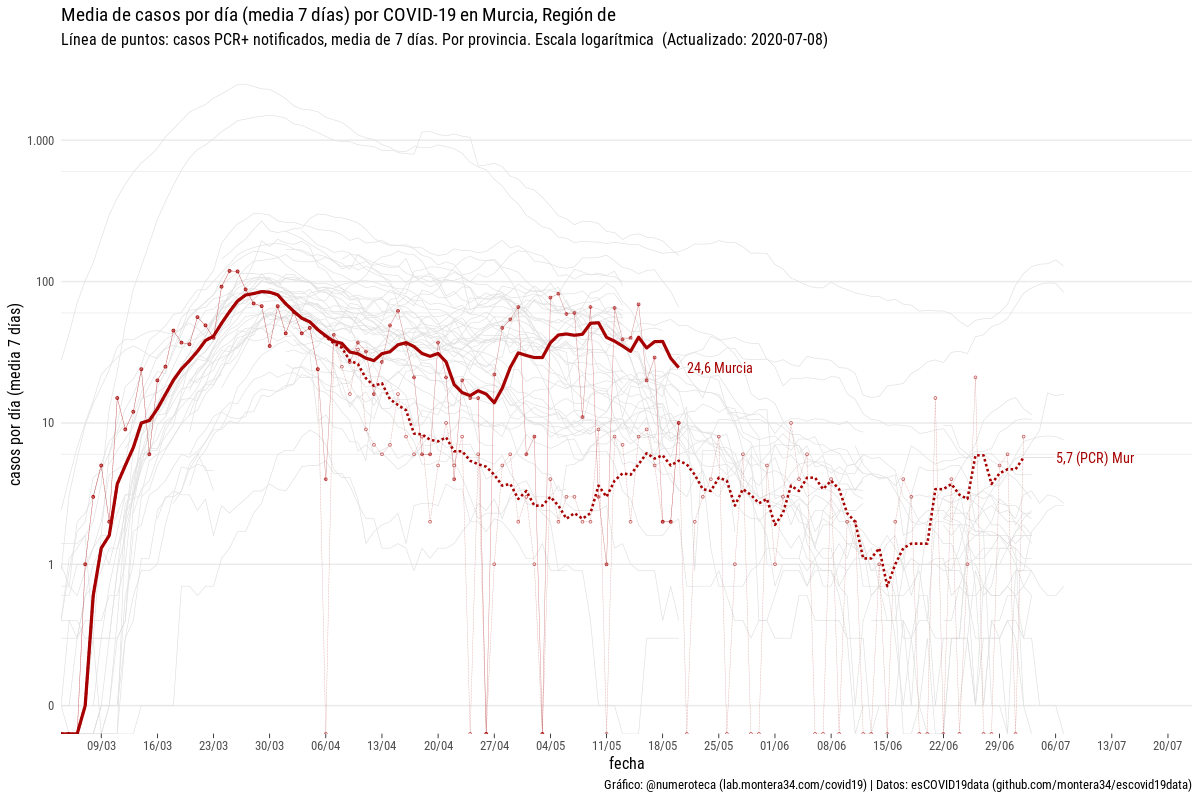 Media de casos por día (media 7 días) por COVID-19 en Murcia, Región de
Línea de puntos: casos PCR+ notificados, media de 7 días. Por provincia. Escala logarítmica  (Actualizado: 2020-07-08)
casos por día (media 7 días)
1.000
100
10
1
0
24,6 Murcia
5,7 (PCR) Mur
09/03 16/03 23/03 30/03 06/04 13/04 20/04 27/04 04/05 11/05 18/05 25/05 01/06 08/06 15/06 22/06 29/06 06/07 13/07 20/07
fecha
Gráfico: @numeroteca (lab.montera34.com/covid19) | Datos: esCOVID19data (github.com/montera34/escovid19data)